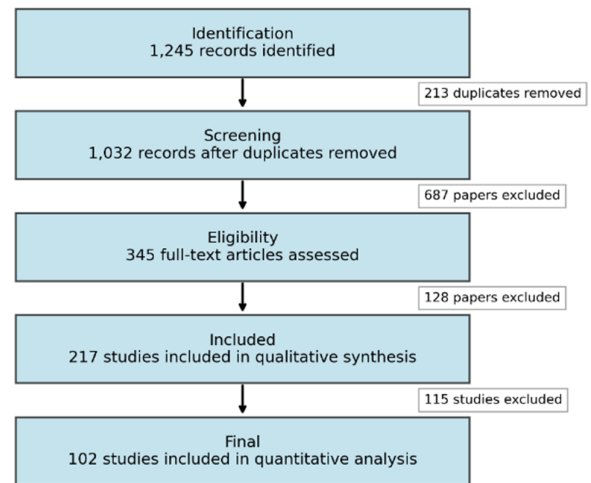 Identification
1,245 records identified
213 duplicates removed
Screening
1,032 records after duplicates removed
687 papers excluded
Eligibility
345 full-text articles assessed
128 papers excluded
Included
217 studies included in qualitative synthesis
115 studies excluded
Final
102 studies included in quantitative analysis